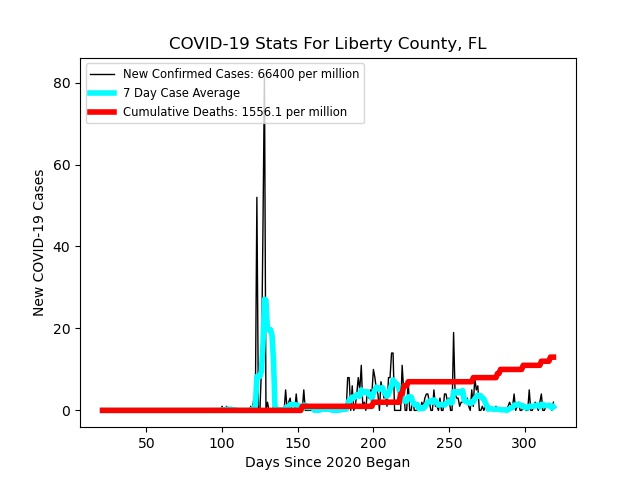 COVID-19 Stats For Liberty County, FL
New Confirmed Cases: 66400 per million
7 Day Case Average
Cumulative Deaths: 1556.1 per million
New COVID-19 Cases
80
60
40
20
0
50 100 150 200 250 300
Days Since 2020 Began